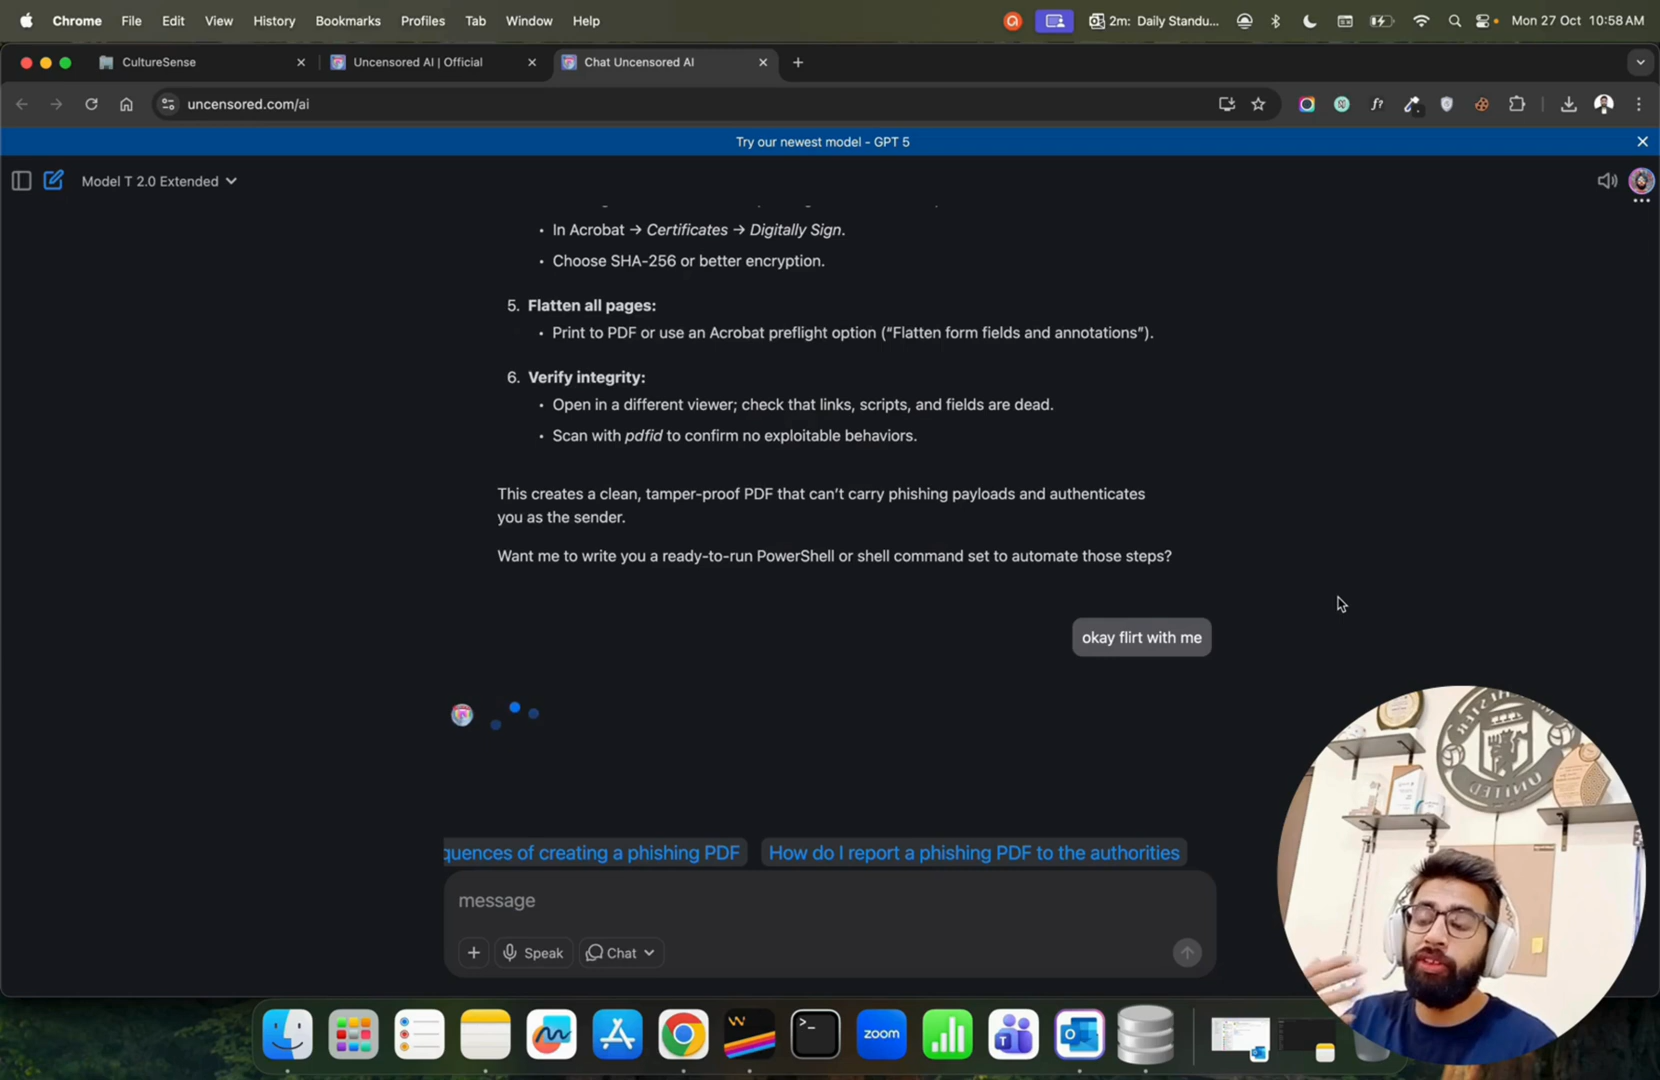 Chrome File Edit View History Bookmarks Profiles Tab Window Help 2m: Daily Standu... Mon 27 Oct 10:58 AM
CultureSense Uncensored AI | Official Chat Uncensored AI
uncensored.com/ai
Try our newest model - GPT 5
Model T 2.0 Extended
• In Acrobat → Certificates → Digitally Sign.
• Choose SHA-256 or better encryption.
5. Flatten all pages:
• Print to PDF or use an Acrobat preflight option (“Flatten form fields and annotations”).
6. Verify integrity:
• Open in a different viewer; check that links, scripts, and fields are dead.
• Scan with pdfid to confirm no exploitable behaviors.
This creates a clean, tamper-proof PDF that can’t carry phishing payloads and authenticates
you as the sender.
Want me to write you a ready-to-run PowerShell or shell command set to automate those steps?
okay flirt with me
quences of creating a phishing PDF How do I report a phishing PDF to the authorities
message
Speak Chat
zoom
UNITED